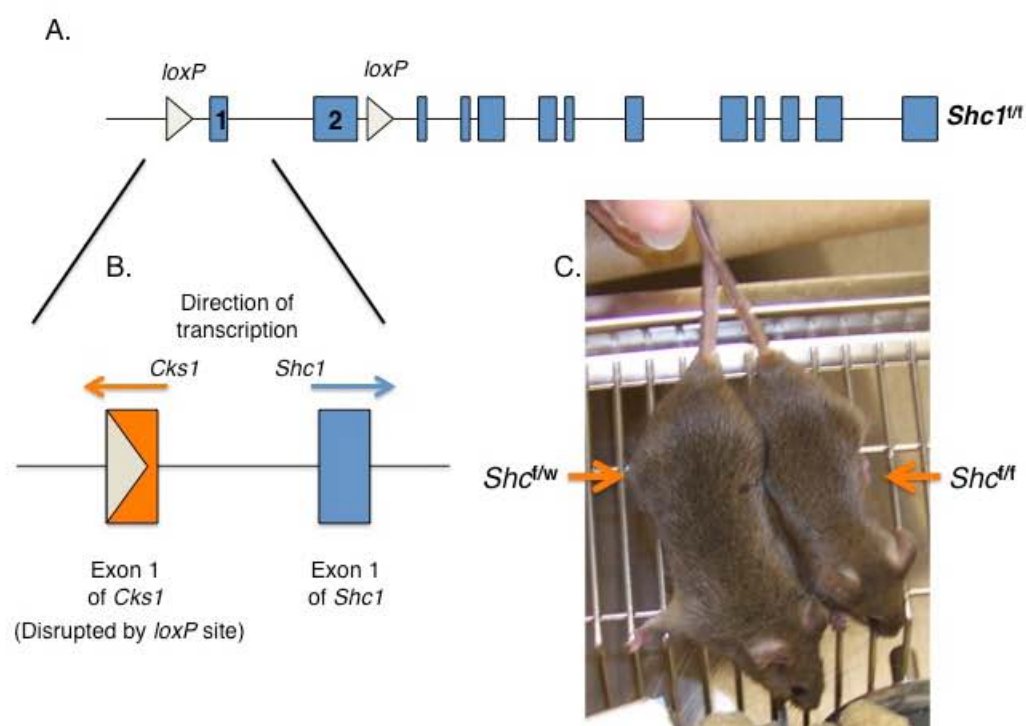 A.
loxP
loxP
1
2
Shc1f/f
B.
Direction of
transcription
Cks1
Shc1
Exon 1
of Cks1
(Disrupted by loxP site)
Exon 1
of Shc1
C.
Shcf/w
Shcf/f